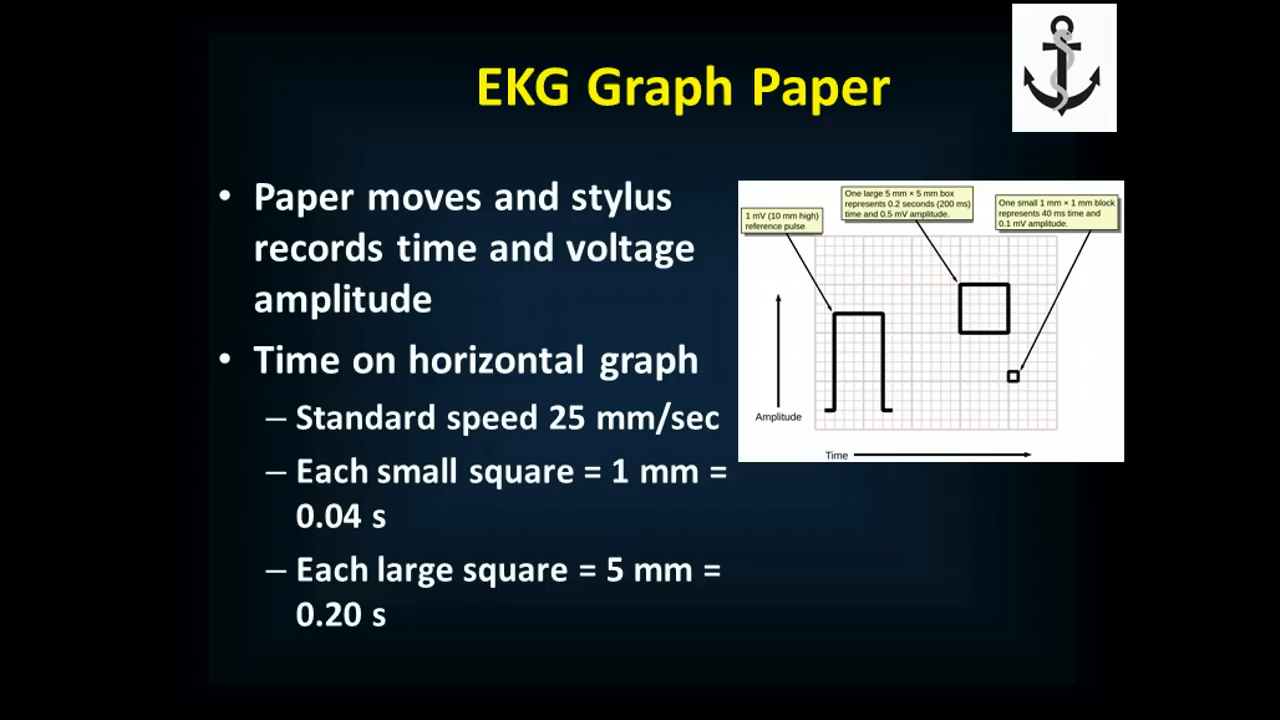 EKG Graph Paper
• Paper moves and stylus
records time and voltage
amplitude
• Time on horizontal graph
– Standard speed 25 mm/sec
– Each small square = 1 mm =
0.04 s
– Each large square = 5 mm =
0.20 s
1 mV (10 mm high)
reference pulse
One large 5 mm × 5 mm box
represents 0.2 seconds (200 ms)
time and 0.5 mV amplitude.
One small 1 mm × 1 mm block
represents 40 ms time and
0.1 mV amplitude.
Amplitude
Time